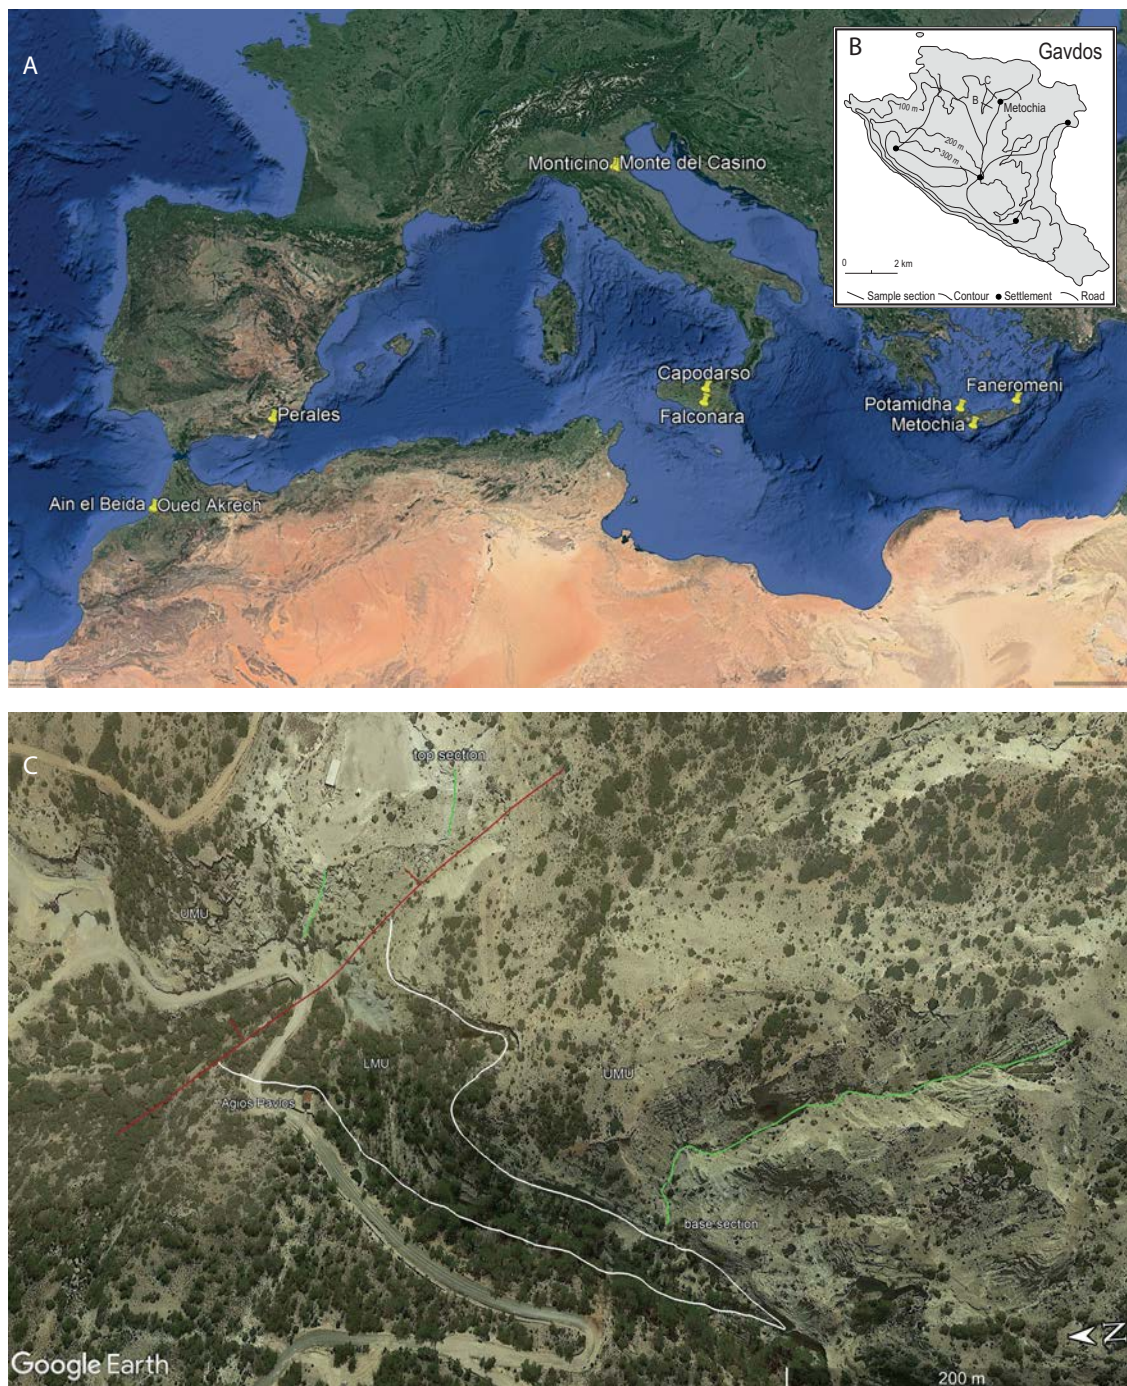 A
B
Gavdos
C
100 m
B
Metochia
200 m
300 m
0
2 km
Sample section
Contour
Settlement
Road
Monticino
Monte del Casino
Capodarso
Falconara
Faneromeni
Potamidha
Metochia
Perales
Ain el Beida
Oued Akrech
C
top section
UMU
LMU
UMU
Agios Pavlos
base section
N
Google Earth
200 m